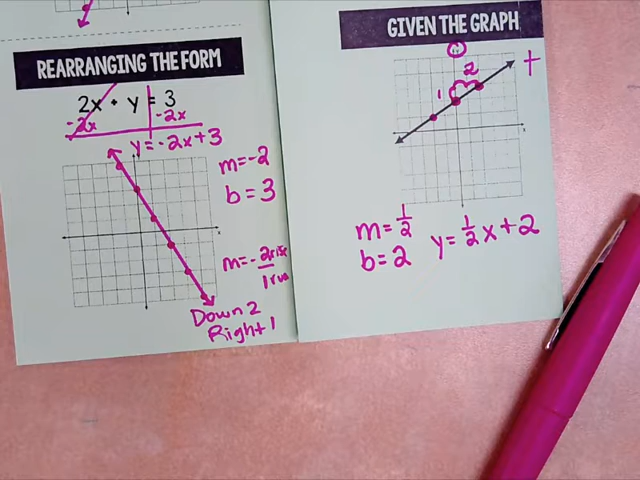 REARRANGING THE FORM
2x + y = 3
-2x -2x
y=-2x+3
m=-2
b=3
m=-2rise
1
Down 2
Right 1
GIVEN THE GRAPH
+
2
1
m=1/2
b=2
y=1/2x+2